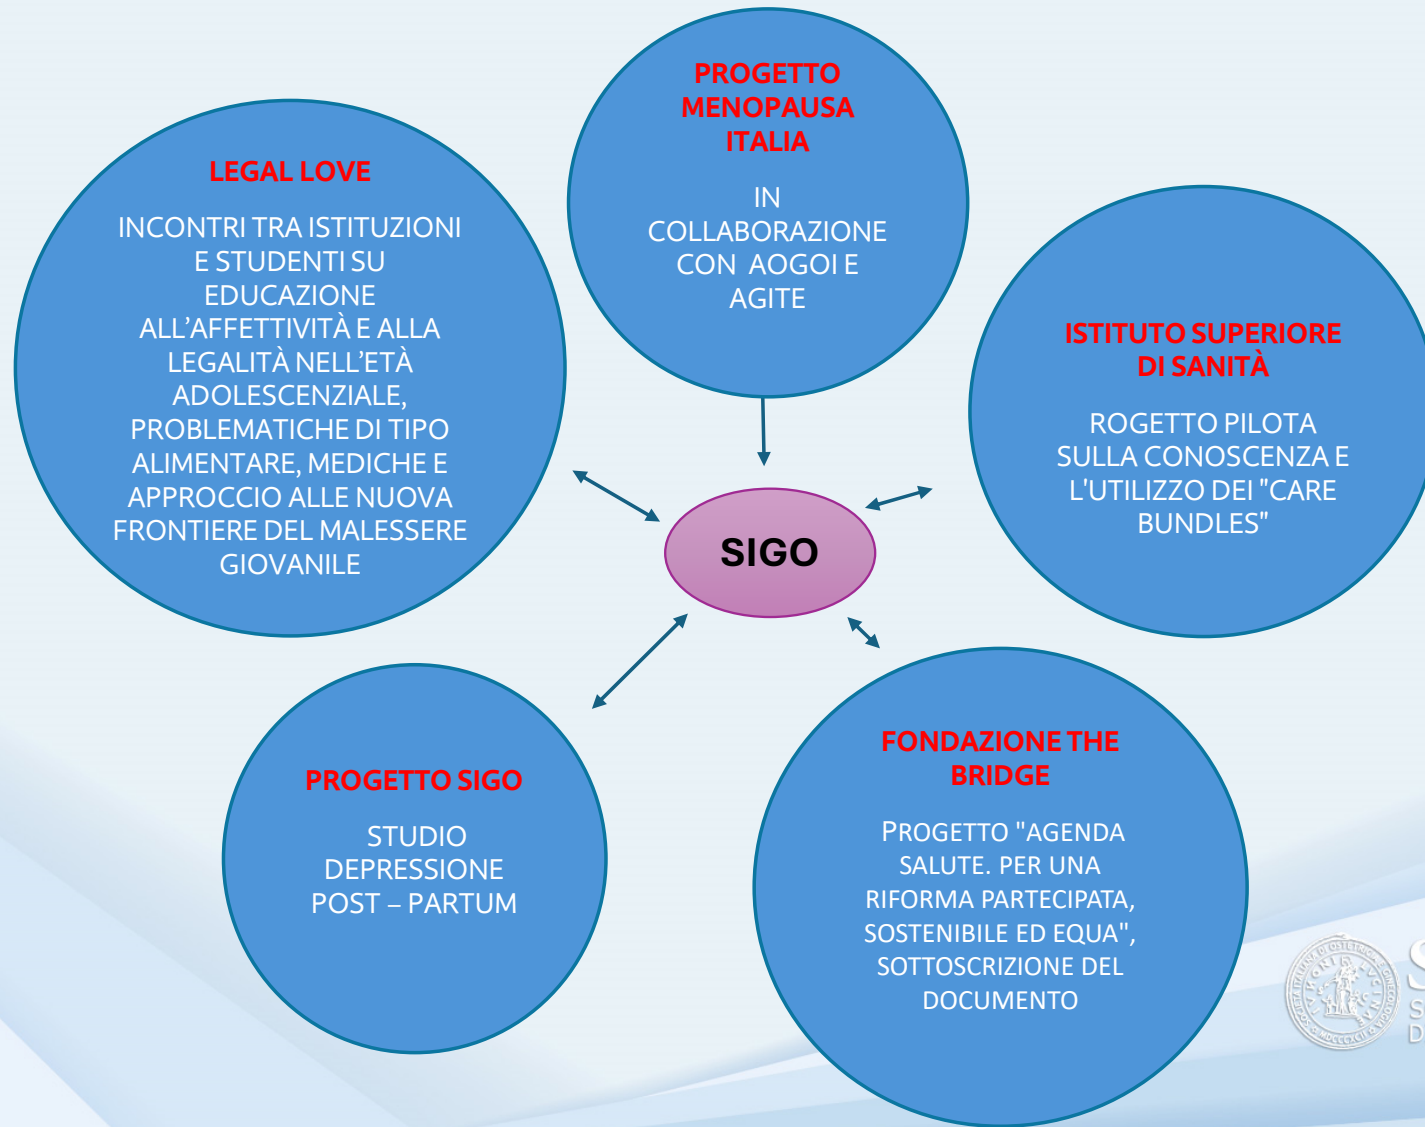 PROGETTO
MENOPAUSA
ITALIA
IN
COLLABORAZIONE
CON AOGOI E
AGITE
LEGAL LOVE
INCONTRI TRA ISTITUZIONI
E STUDENTI SU
EDUCAZIONE
ALL’AFFETTIVITÀ E ALLA
LEGALITÀ NELL’ETÀ
ADOLESCENZIALE,
PROBLEMATICHE DI TIPO
ALIMENTARE, MEDICHE E
APPROCCIO ALLE NUOVA
FRONTIERE DEL MALESSERE
GIOVANILE
ISTITUTO SUPERIORE
DI SANITÀ
ROGETTO PILOTA
SULLA CONOSCENZA E
L'UTILIZZO DEI "CARE
BUNDLES"
SIGO
PROGETTO SIGO
STUDIO
DEPRESSIONE
POST – PARTUM
FONDAZIONE THE
BRIDGE
PROGETTO "AGENDA
SALUTE. PER UNA
RIFORMA PARTECIPATA,
SOSTENIBILE ED EQUA",
SOTTOSCRIZIONE DEL
DOCUMENTO